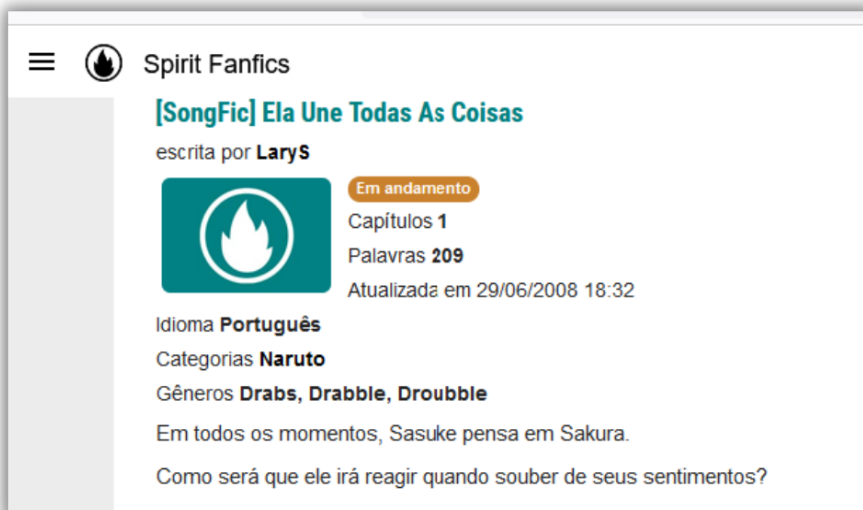 Spirit Fanfics
[SongFic] Ela Une Todas As Coisas
escrita por LaryS
Em andamento
Capítulos 1
Palavras 209
Atualizada em 29/06/2008 18:32
Idioma Português
Categorias Naruto
Gêneros Drabs, Drabble, Droubble
Em todos os momentos, Sasuke pensa em Sakura.
Como será que ele irá reagir quando souber de seus sentimentos?